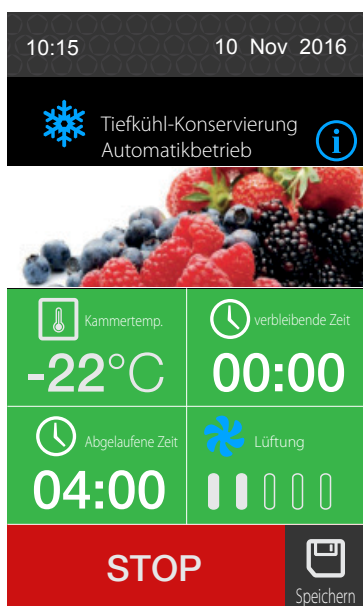 10:15 10 Nov 2016
Tiefkühl-Konservierung
Automatikbetrieb
i
Kammertemp. verbleibende Zeit
-22°C 00:00
Abgelaufene Zeit Lüftung
04:00
STOP
Speichern